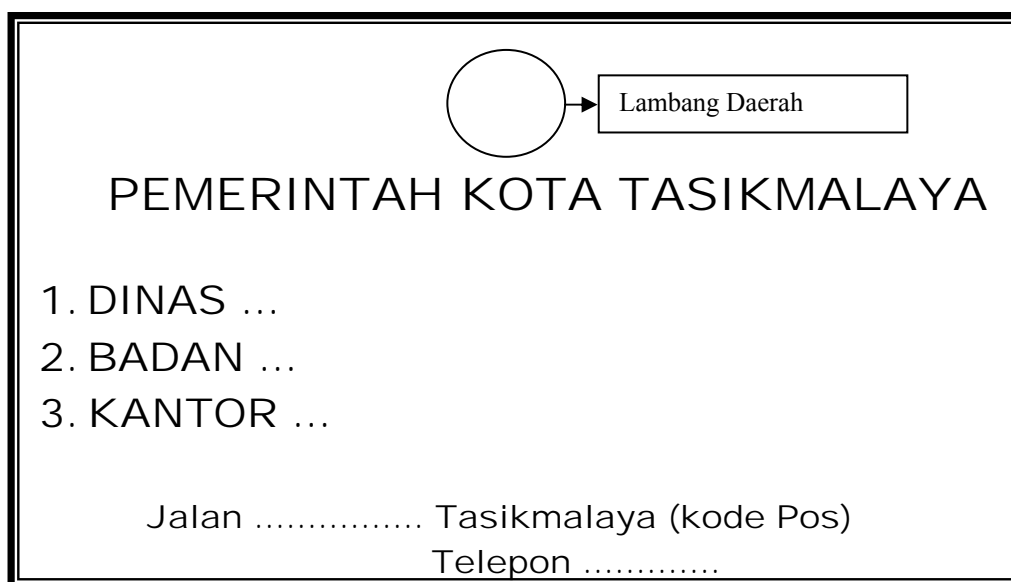 Lambang Daerah
PEMERINTAH KOTA TASIKMALAYA
1. DINAS ...
2. BADAN ...
3. KANTOR ...
Jalan ................ Tasikmalaya (kode Pos)
Telepon .............